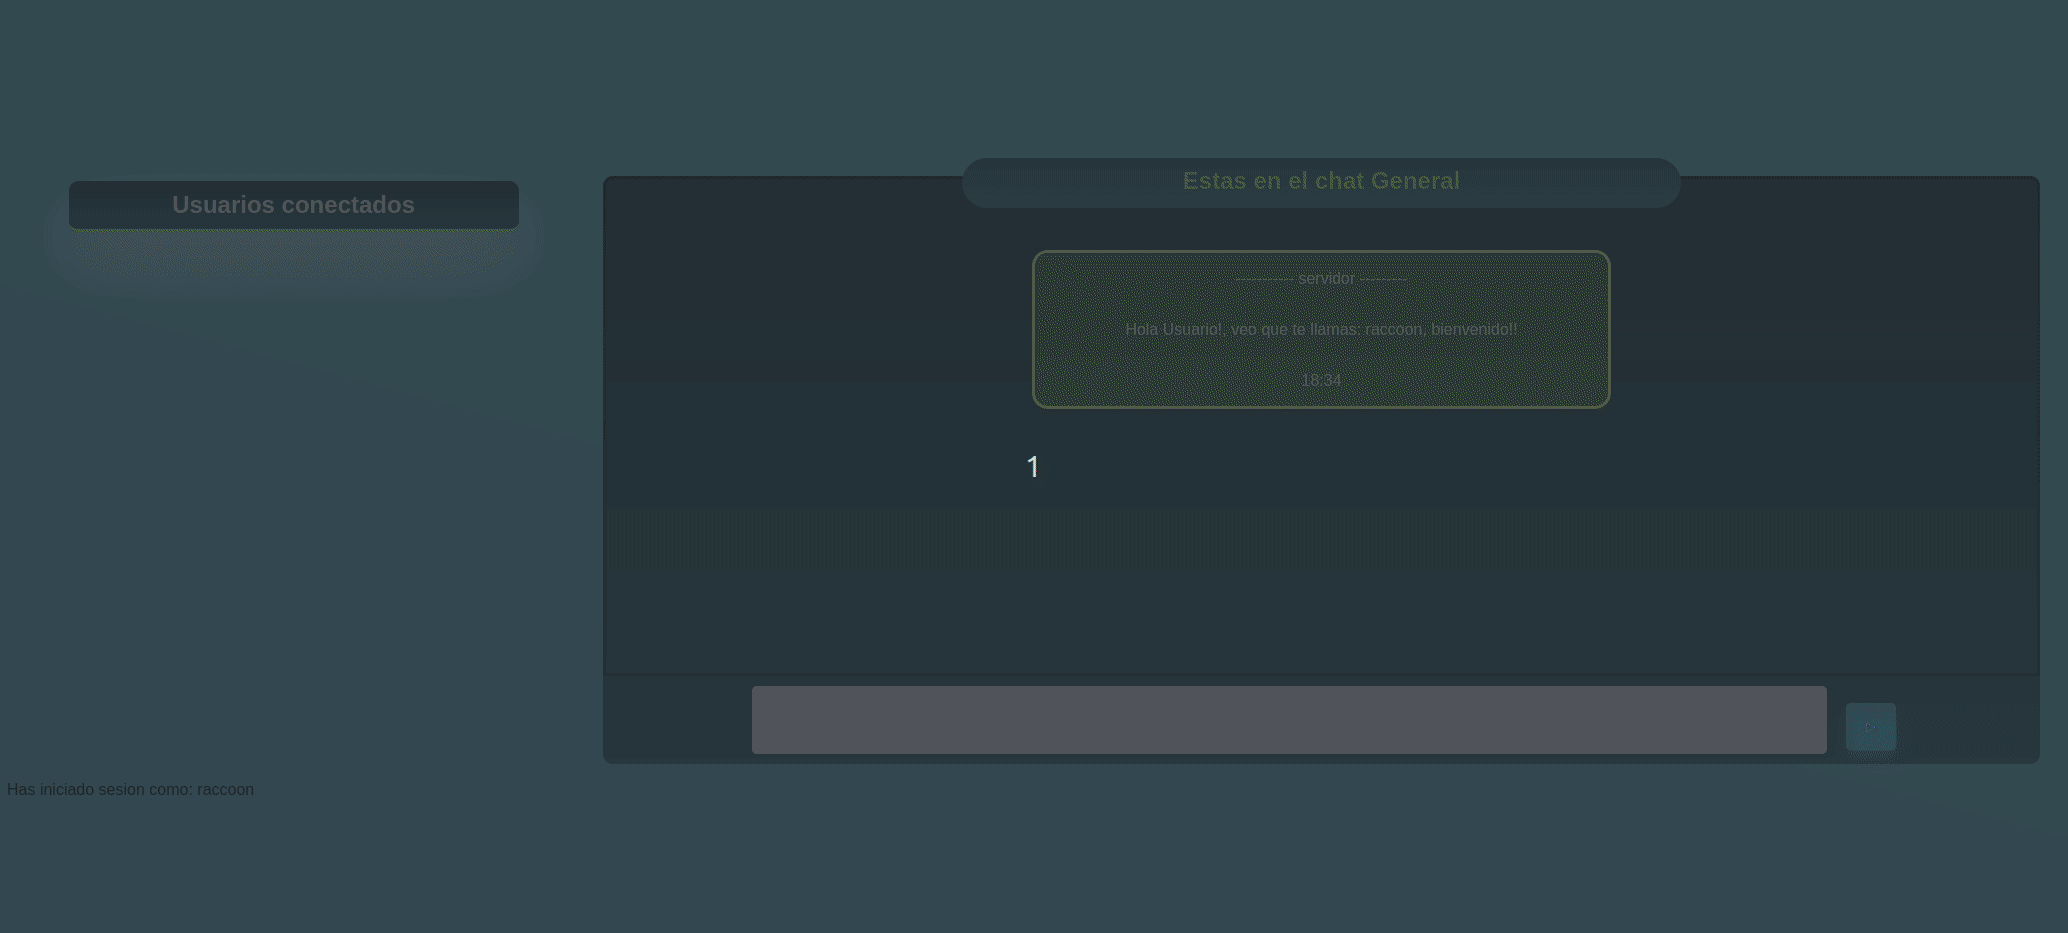 Estas en el chat General
Usuarios conectados
------------ servidor ----------
Hola Usuario!, veo que te llamas: raccoon, bienvenido!!
18:34
1
Has iniciado sesion como: raccoon